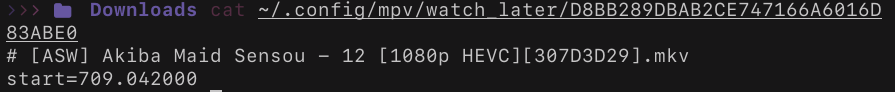 ❯❯❯ Downloads cat ~/.config/mpv/watch_later/D8BB289DBAB2CE747166A6016D
83ABE0
# [ASW] Akiba Maid Sensou - 12 [1080p HEVC][307D3D29].mkv
start=709.042000